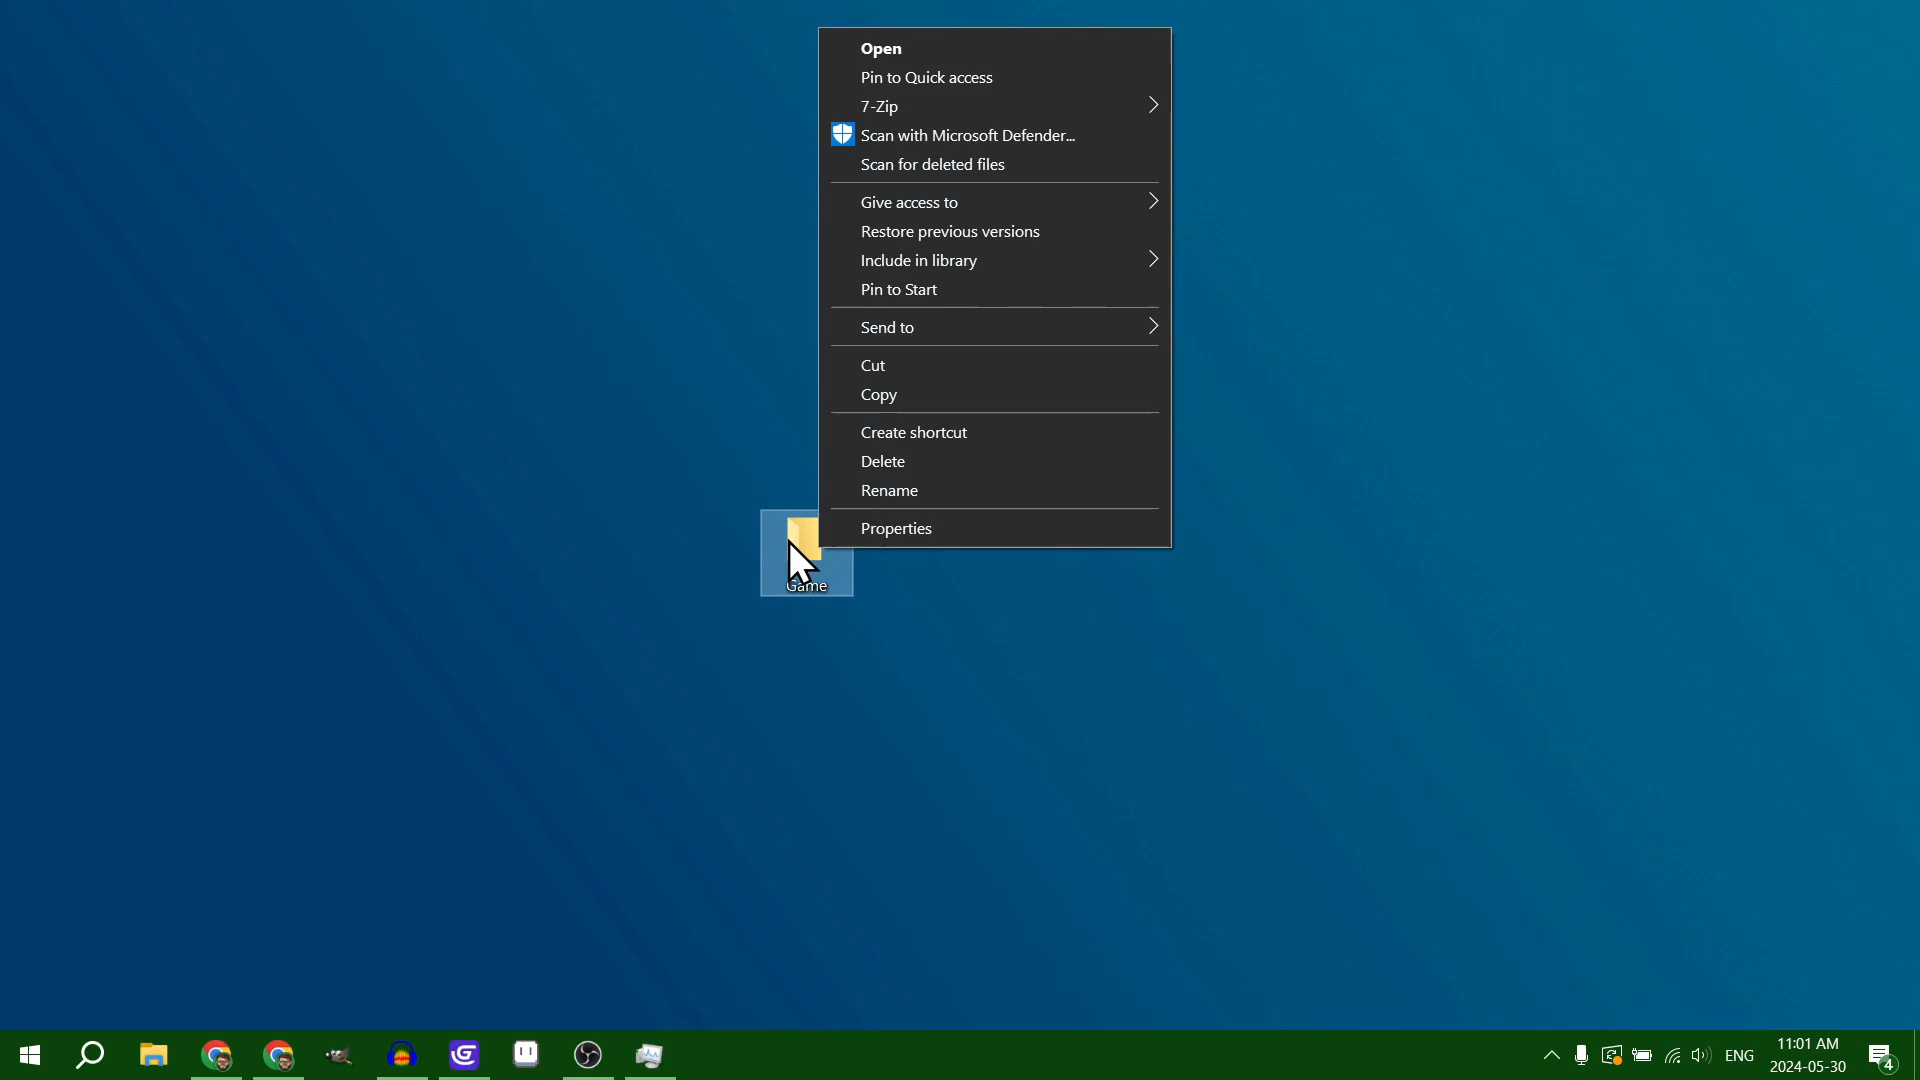 Open
Pin to Quick access
7-Zip
Scan with Microsoft Defender...
Scan for deleted files
Give access to
Restore previous versions
Include in library
Pin to Start
Send to
Cut
Copy
Create shortcut
Delete
Rename
Properties
Game
ENG
11:01 AM
2024-05-30
4